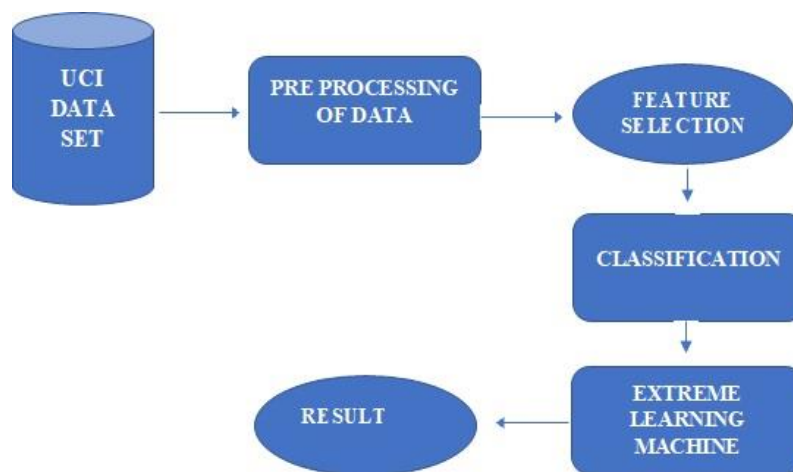 UCI
DATA
SET
PRE PROCESSING
OF DATA
FEATURE
SELECTION
CLASSIFICATION
EXTREME
LEARNING
MACHINE
RESULT